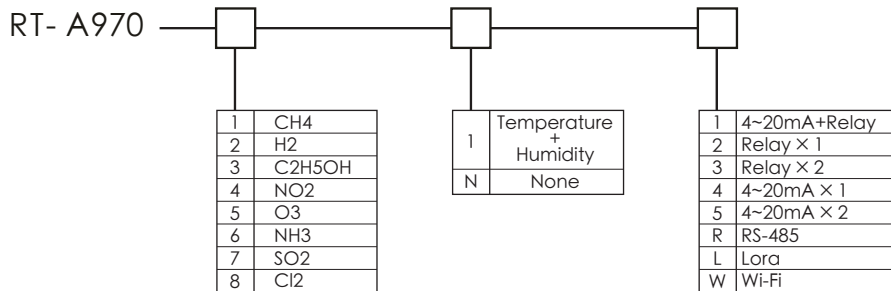 RT- A970
1 CH4
2 H2
3 C2H5OH
4 NO2
5 O3
6 NH3
7 SO2
8 Cl2
1 Temperature
+
Humidity
N None
1 4~20mA+Relay
2 Relay × 1
3 Relay × 2
4 4~20mA × 1
5 4~20mA × 2
R RS-485
L Lora
W Wi-Fi